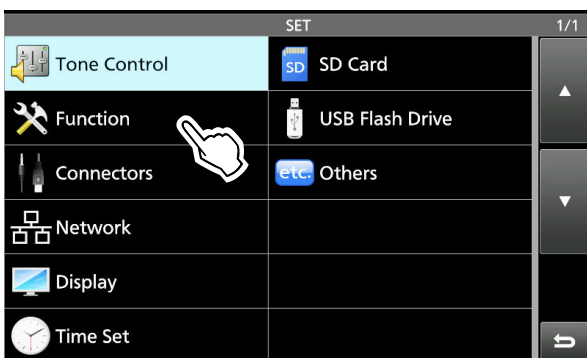 SET 1/1
Tone Control
SD SD Card
Function
USB Flash Drive
Connectors
etc. Others
Network
Display
Time Set